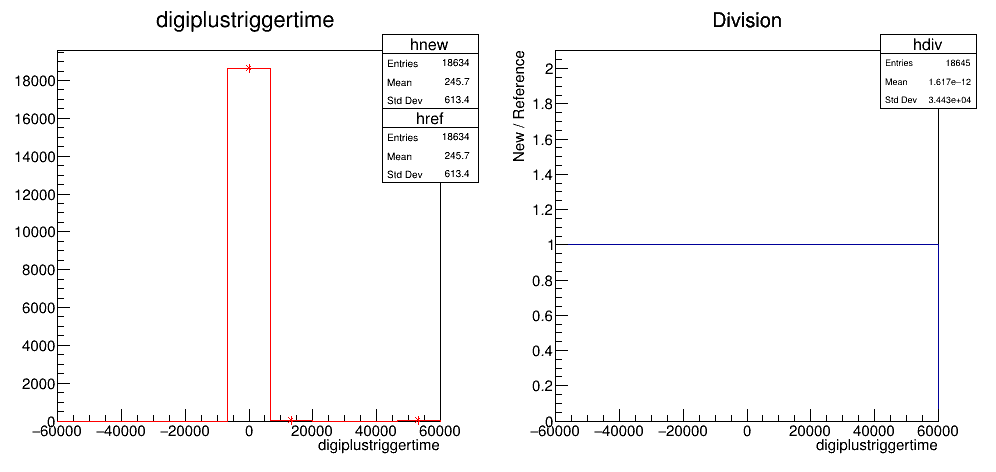 digiplustriggertime
hnew
Entries 18634
Mean 245.7
Std Dev 613.4
href
Entries 18634
Mean 245.7
Std Dev 613.4
18000
16000
14000
12000
10000
8000
6000
4000
2000
0
−60000 −40000 −20000 0 20000 40000 60000
digiplustriggertime
Division
hdiv
Entries 18645
Mean 1.617e−12
Std Dev 3.443e+04
New / Reference
2
1.8
1.6
1.4
1.2
1
0.8
0.6
0.4
0.2
0
−60000 −40000 −20000 0 20000 40000 60000
digiplustriggertime